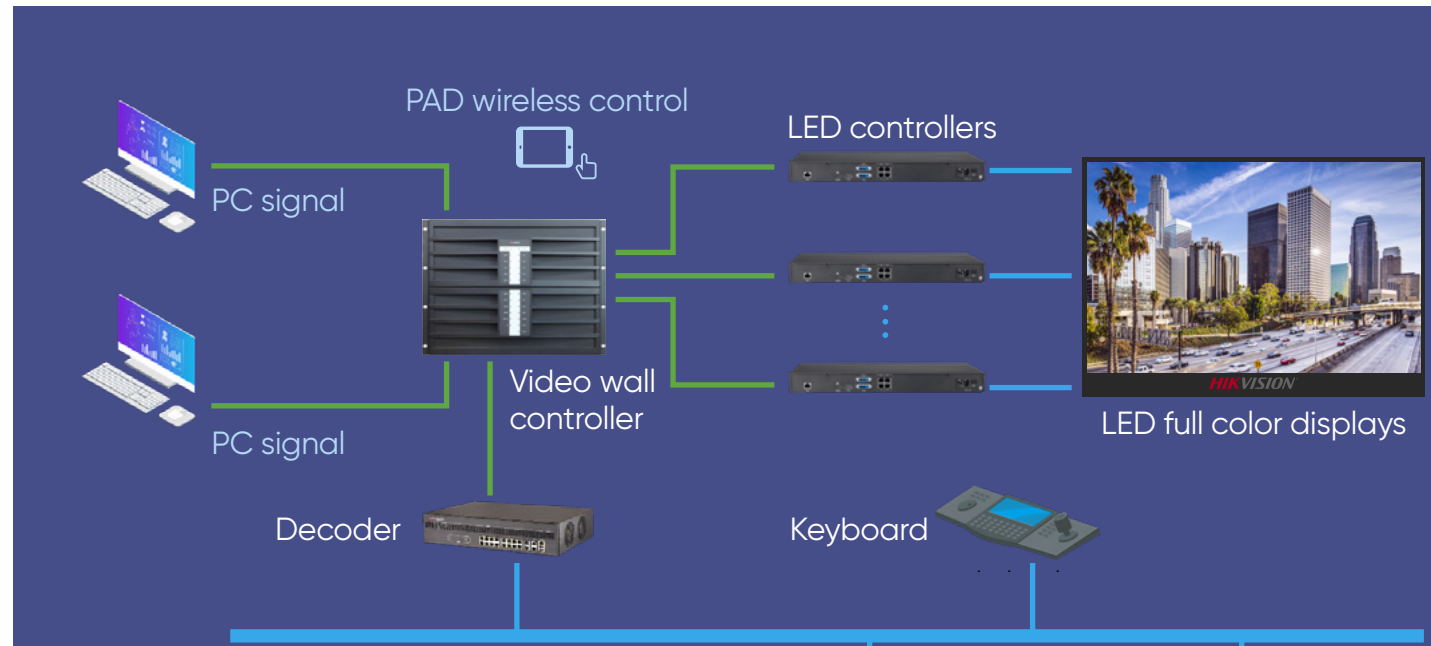 PAD wireless control
LED controllers
PC signal
Video wall
controller
HIKVISION
LED full color displays
PC signal
Decoder
Keyboard